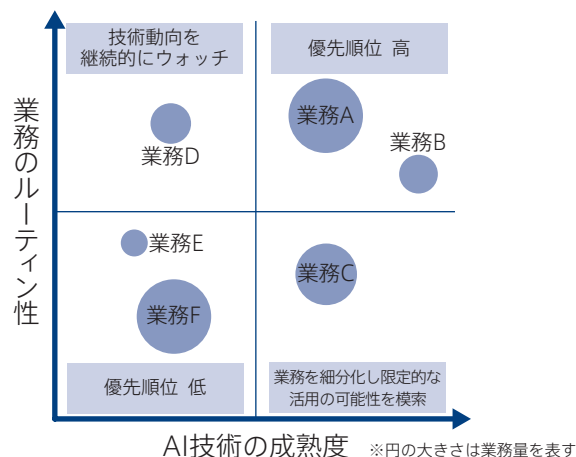 技術動向を
継続的にウォッチ
優先順位 高
業務A
業務B
業務D
業務のルーティン性
業務E
業務C
業務F
優先順位 低
業務を細分化し限定的な
活用の可能性を模索
AI技術の成熟度
※円の大きさは業務量を表す